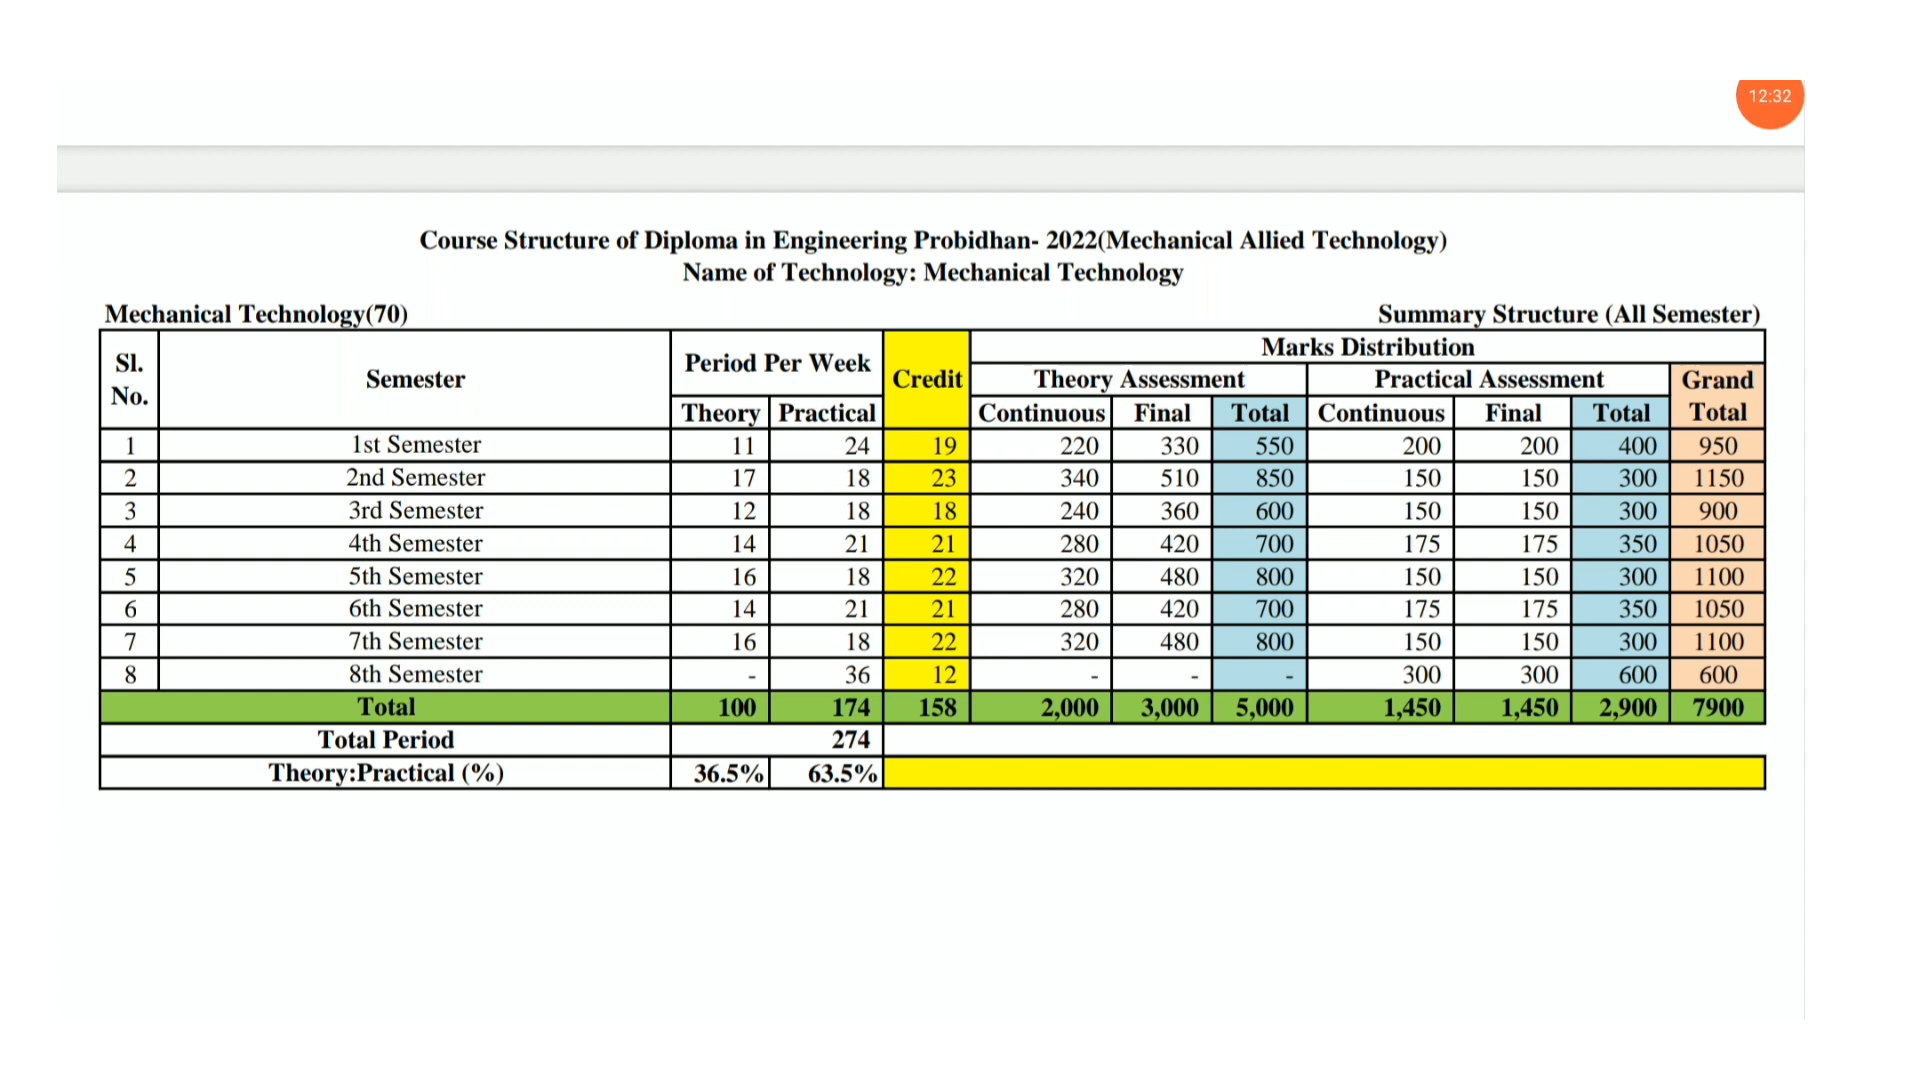 12:32
Course Structure of Diploma in Engineering Probidhan- 2022(Mechanical Allied Technology)
Name of Technology: Mechanical Technology
Mechanical Technology(70) Summary Structure (All Semester)
Sl. No. Semester Period Per Week Credit Marks Distribution
Theory Assessment Practical Assessment Grand Total
Theory Practical Continuous Final Total Continuous Final Total
1 1st Semester 11 24 19 220 330 550 200 200 400 950
2 2nd Semester 17 18 23 340 510 850 150 150 300 1150
3 3rd Semester 12 18 18 240 360 600 150 150 300 900
4 4th Semester 14 21 21 280 420 700 175 175 350 1050
5 5th Semester 16 18 22 320 480 800 150 150 300 1100
6 6th Semester 14 21 21 280 420 700 175 175 350 1050
7 7th Semester 16 18 22 320 480 800 150 150 300 1100
8 8th Semester - 36 12 - - - 300 300 600 600
Total 100 174 158 2,000 3,000 5,000 1,450 1,450 2,900 7900
Total Period 274
Theory:Practical (%) 36.5% 63.5%